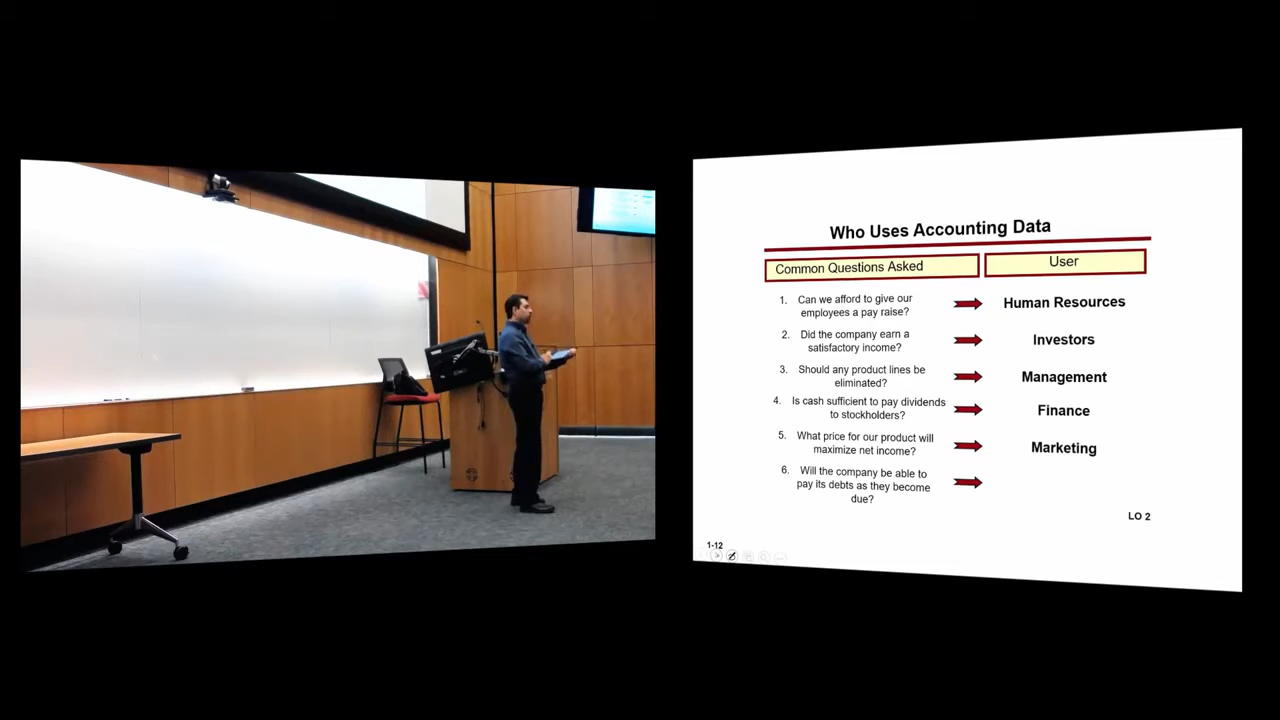 Who Uses Accounting Data
Common Questions Asked
User
1. Can we afford to give our
employees a pay raise?
Human Resources
2. Did the company earn a
satisfactory income?
Investors
3. Should any product lines be
eliminated?
Management
4. Is cash sufficient to pay dividends
to stockholders?
Finance
5. What price for our product will
maximize net income?
Marketing
6. Will the company be able to
pay its debts as they become
due?
LO 2
1-12